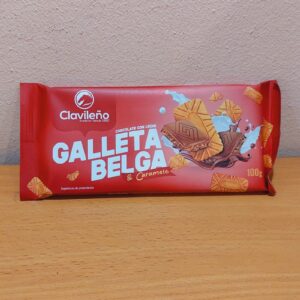 Clavileño
CHOCOLATE CON LECHE
GALLETA
BELGA
& Caramelo
100g